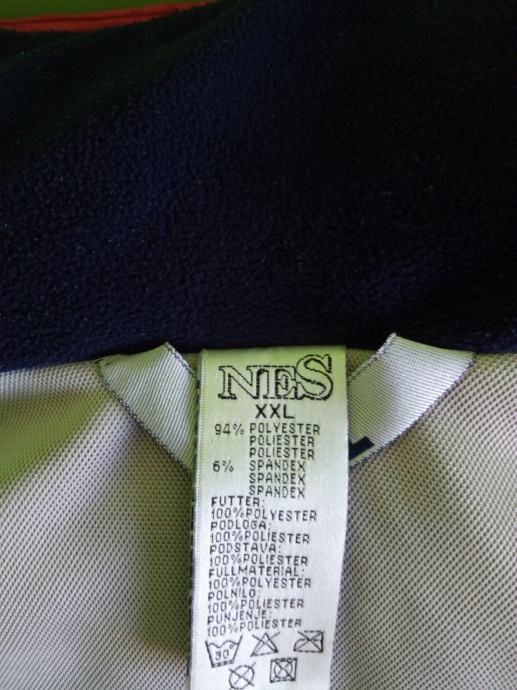 NES
XXL
94% POLYESTER
POLIESTER
POLIESTER
6% SPANDEX
SPANDEX
SPANDEX
FUTTER:
100%POLYESTER
PODLOGA:
100%POLIESTER
PODSTAVA:
100%POLIESTER
FULLMATERIAL:
100%POLYESTER
POLNILO:
100%POLIESTER
PUNJENJE:
100%POLIESTER
30°